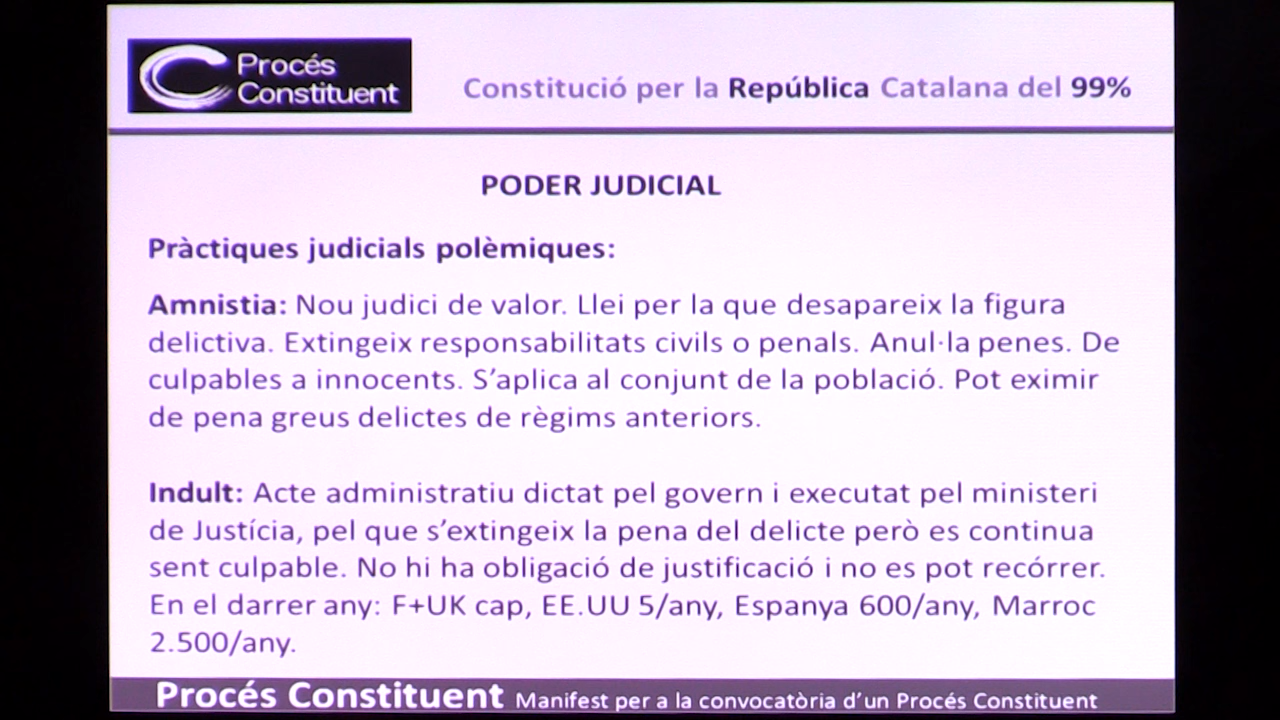 Procés
Constituent
Constitució per la República Catalana del 99%
PODER JUDICIAL
Pràctiques judicials polèmiques:
Amnistia: Nou judici de valor. Llei per la que desapareix la figura
delictiva. Extingeix responsabilitats civils o penals. Anul·la penes. De
culpables a innocents. S’aplica al conjunt de la població. Pot eximir
de pena greus delictes de règims anteriors.
Indult: Acte administratiu dictat pel govern i executat pel ministeri
de Justícia, pel que s’extingeix la pena del delicte però es continua
sent culpable. No hi ha obligació de justificació i no es pot recórrer.
En el darrer any: F+UK cap, EE.UU 5/any, Espanya 600/any, Marroc
2.500/any.
Procés Constituent Manifest per a la convocatòria d’un Procés Constituent